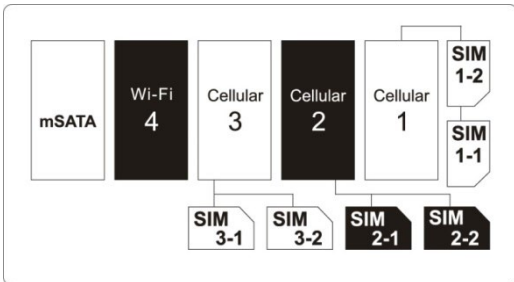 mSATA
Wi-Fi
4
Cellular
3
Cellular
2
Cellular
1
SIM
1-2
SIM
1-1
SIM
3-1
SIM
3-2
SIM
2-1
SIM
2-2